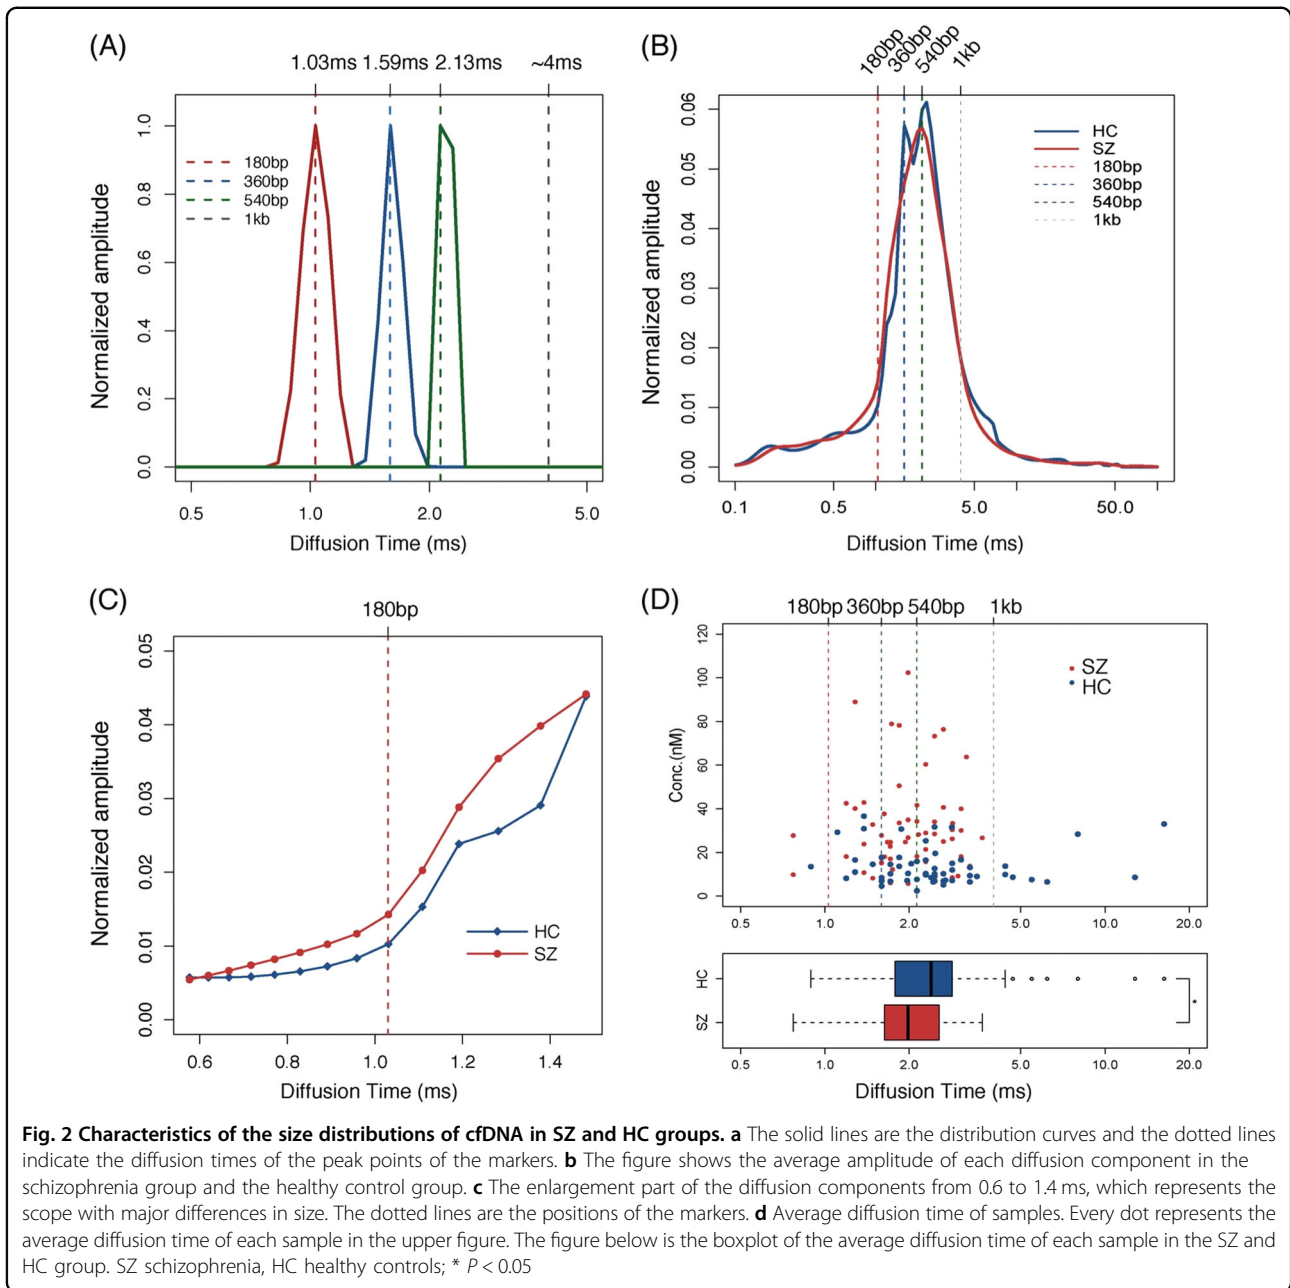 (A)
1.03ms 1.59ms 2.13ms ~4ms
1.0
0.8
0.6
0.4
0.2
0.0
Normalized amplitude
180bp
360bp
540bp
1kb
0.5 1.0 2.0 5.0
Diffusion Time (ms)
(B)
180bp 360bp 540bp 1kb
0.06
0.05
0.04
0.03
0.02
0.01
0.00
Normalized amplitude
HC
SZ
180bp
360bp
540bp
1kb
0.1 0.5 5.0 50.0
Diffusion Time (ms)
(C)
180bp
0.05
0.04
0.03
0.02
0.01
0.00
Normalized amplitude
HC
SZ
0.6 0.8 1.0 1.2 1.4
Diffusion Time (ms)
(D)
180bp 360bp 540bp 1kb
120
100
80
60
40
20
0
Conc.(nM)
SZ
HC
0.5 1.0 2.0 5.0 10.0 20.0
HC
SZ
*
0.5 1.0 2.0 5.0 10.0 20.0
Diffusion Time (ms)
Fig. 2 Characteristics of the size distributions of cfDNA in SZ and HC groups. a The solid lines are the distribution curves and the dotted lines
indicate the diffusion times of the peak points of the markers. b The figure shows the average amplitude of each diffusion component in the
schizophrenia group and the healthy control group. c The enlargement part of the diffusion components from 0.6 to 1.4 ms, which represents the
scope with major differences in size. The dotted lines are the positions of the markers. d Average diffusion time of samples. Every dot represents the
average diffusion time of each sample in the upper figure. The figure below is the boxplot of the average diffusion time of each sample in the SZ and
HC group. SZ schizophrenia, HC healthy controls; * P < 0.05